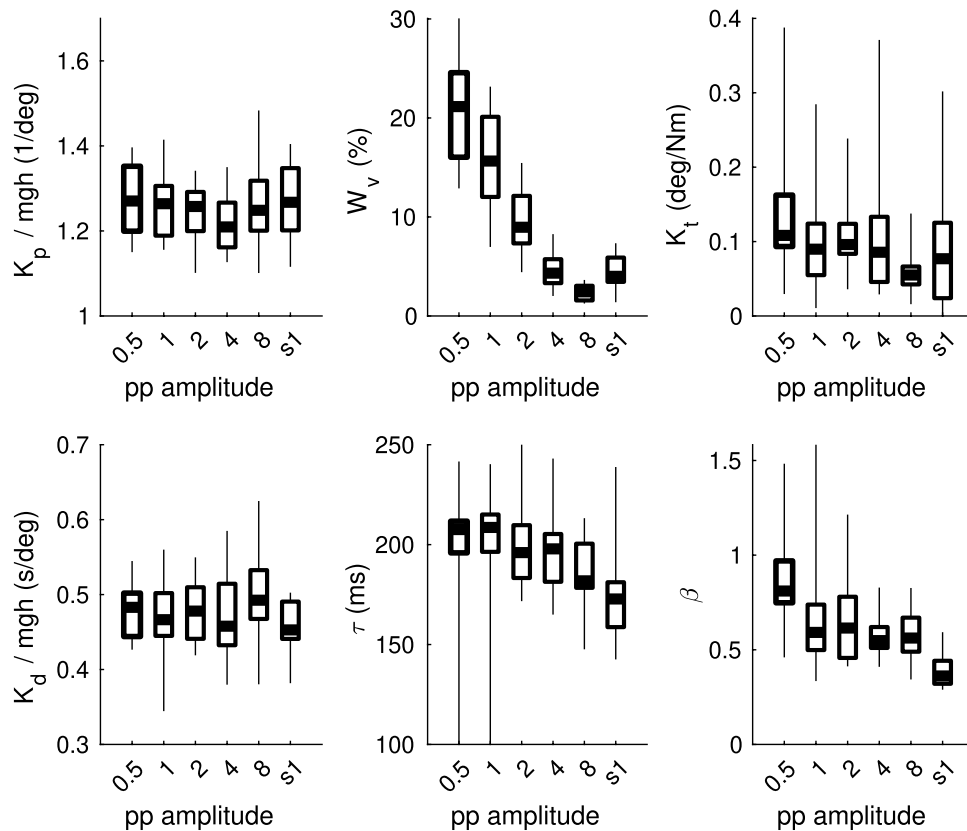 K_p / mgh (1/deg)
1.6
1.4
1.2
1
0.5 1 2 4 8 s1
pp amplitude
W_v (%)
30
20
10
0
0.5 1 2 4 8 s1
pp amplitude
K_t (deg/Nm)
0.4
0.3
0.2
0.1
0
0.5 1 2 4 8 s1
pp amplitude
K_d / mgh (s/deg)
0.7
0.6
0.5
0.4
0.3
0.5 1 2 4 8 s1
pp amplitude
τ (ms)
250
200
150
100
0.5 1 2 4 8 s1
pp amplitude
β
1.5
1
0.5
0
0.5 1 2 4 8 s1
pp amplitude